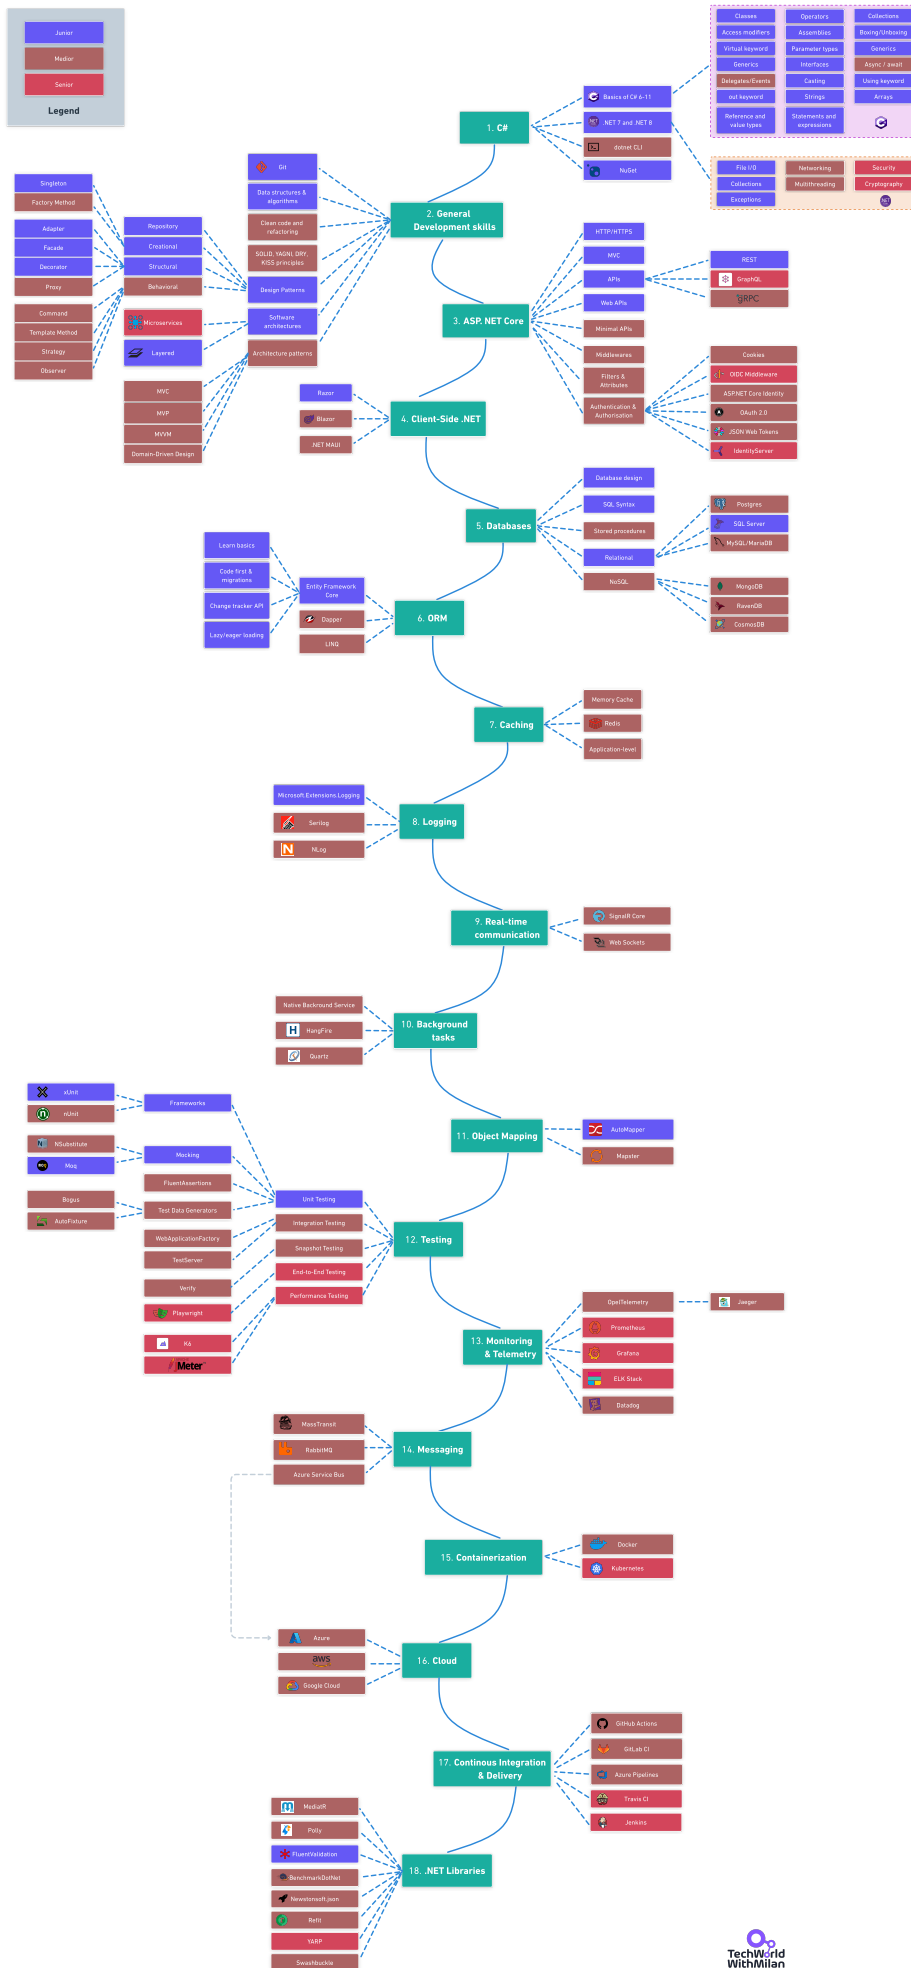 Junior
Medior
Senior
Legend
Classes
Operators
Collections
Access modifiers
Assemblies
Boxing/Unboxing
Virtual keyword
Parameter types
Generics
Generics
Interfaces
Async / await
Delegates/Events
Casting
Using keyword
out keyword
Strings
Arrays
Reference and
value types
Statements and
expressions
1. C#
Basics of C# 6-11
.NET 7 and .NET 8
dotnet CLI
NuGet
File I/O
Networking
Security
Collections
Multithreading
Cryptography
Exceptions
2. General
Development skills
Git
Data structures &
algorithms
Clean code and
refactoring
SOLID, YAGNI, DRY,
KISS principles
Design Patterns
Software
architectures
Architecture patterns
Repository
Creational
Structural
Behavioral
Singleton
Factory Method
Adapter
Facade
Decorator
Proxy
Command
Template Method
Strategy
Observer
Microservices
Layered
MVC
MVP
MVVM
Domain-Driven Design
3. ASP. NET Core
HTTP/HTTPS
MVC
APIs
Web APIs
Minimal APIs
Middlewares
Filters &
Attributes
Authentication &
Authorisation
REST
GraphQL
gRPC
Cookies
OIDC Middleware
ASP.NET Core Identity
OAuth 2.0
JSON Web Tokens
IdentityServer
4. Client-Side .NET
Razor
Blazor
.NET MAUI
5. Databases
Database design
SQL Syntax
Stored procedures
Relational
NoSQL
Postgres
SQL Server
MySQL/MariaDB
MongoDB
RavenDB
CosmosDB
6. ORM
Entity Framework
Core
Dapper
LINQ
Learn basics
Code first &
migrations
Change tracker API
Lazy/eager loading
7. Caching
Memory Cache
Redis
Application-level
8. Logging
Microsoft.Extensions.Logging
Serilog
NLog
9. Real-time
communication
SignalR Core
Web Sockets
10. Background
tasks
Native Backround Service
HangFire
Quartz
11. Object Mapping
AutoMapper
Mapster
12. Testing
Unit Testing
Integration Testing
Snapshot Testing
End-to-End Testing
Performance Testing
Frameworks
Mocking
FluentAssertions
Test Data Generators
WebApplicationFactory
TestServer
Verify
Playwright
K6
Meter
xUnit
nUnit
NSubstitute
Moq
Bogus
AutoFixture
13. Monitoring
& Telemetry
OpelTelemetry
Jaeger
Prometheus
Grafana
ELK Stack
Datadog
14. Messaging
MassTransit
RabbitMQ
Azure Service Bus
15. Containerization
Docker
Kubernetes
16. Cloud
Azure
aws
Google Cloud
17. Continous Integration
& Delivery
GitHub Actions
GitLab CI
Azure Pipelines
Travis CI
Jenkins
18. .NET Libraries
MediatR
Polly
FluentValidation
BenchmarkDotNet
Newstonsoft.json
Refit
YARP
Swashbuckle
TechWorld
WithMilan